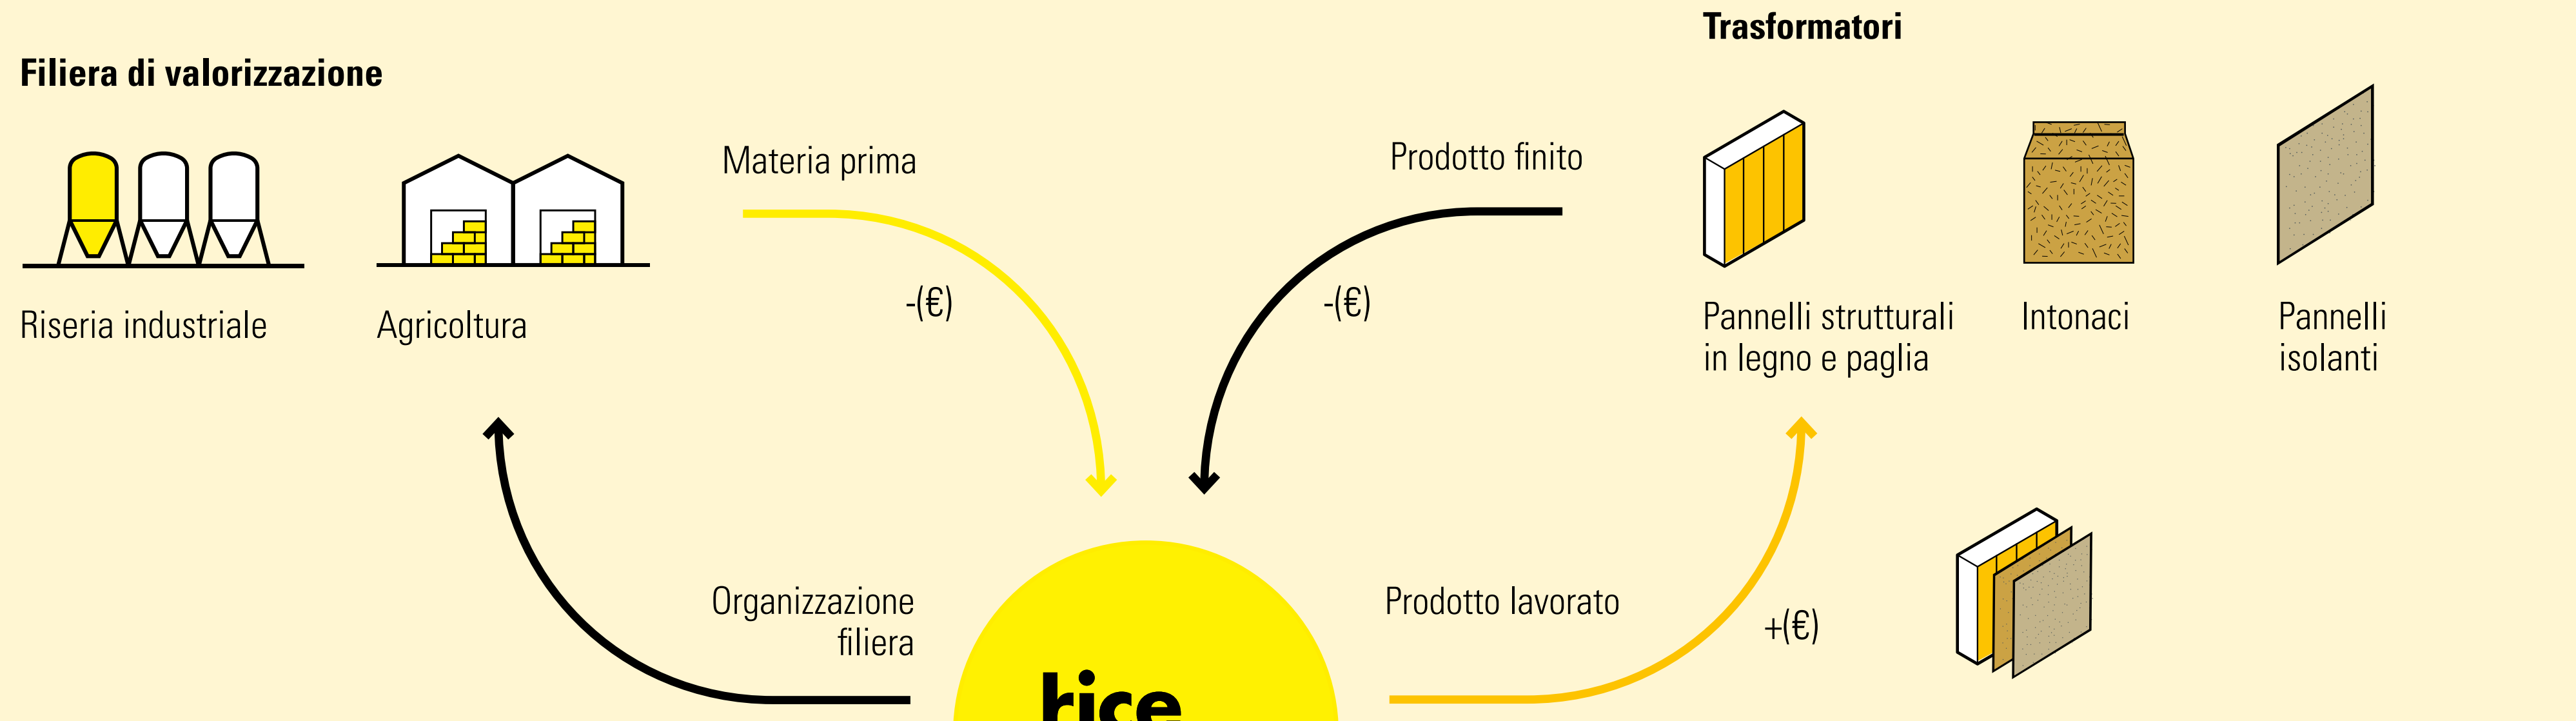 Trasformatori
Filiera di valorizzazione
Materia prima
Prodotto finito
-(€)
-(€)
Riseria industriale
Agricoltura
Pannelli strutturali
in legno e paglia
Intonaci
Pannelli
isolanti
Organizzazione
filiera
Prodotto lavorato
+(€)
rice